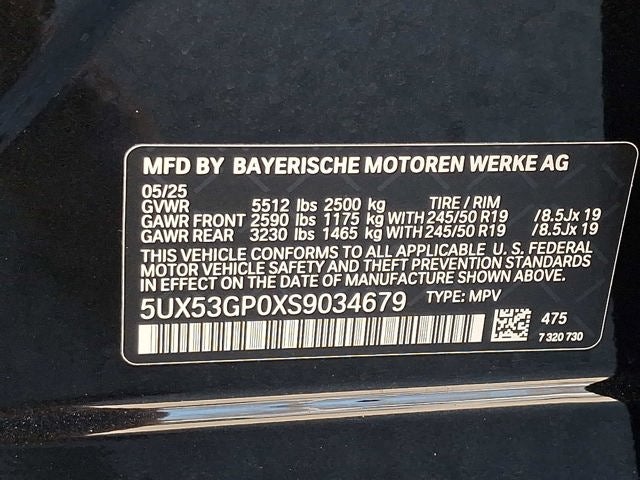 MFD BY BAYERISCHE MOTOREN WERKE AG
05/25
GVWR 5512 lbs 2500 kg TIRE / RIM
GAWR FRONT 2590 lbs 1175 kg WITH 245/50 R19 /8.5Jx 19
GAWR REAR 3230 lbs 1465 kg WITH 245/50 R19 /8.5Jx 19
THIS VEHICLE CONFORMS TO ALL APPLICABLE U. S. FEDERAL
MOTOR VEHICLE SAFETY AND THEFT PREVENTION STANDARDS
IN EFFECT ON THE DATE OF MANUFACTURE SHOWN ABOVE.
5UX53GP0XS9034679 TYPE: MPV
475
7 320 730